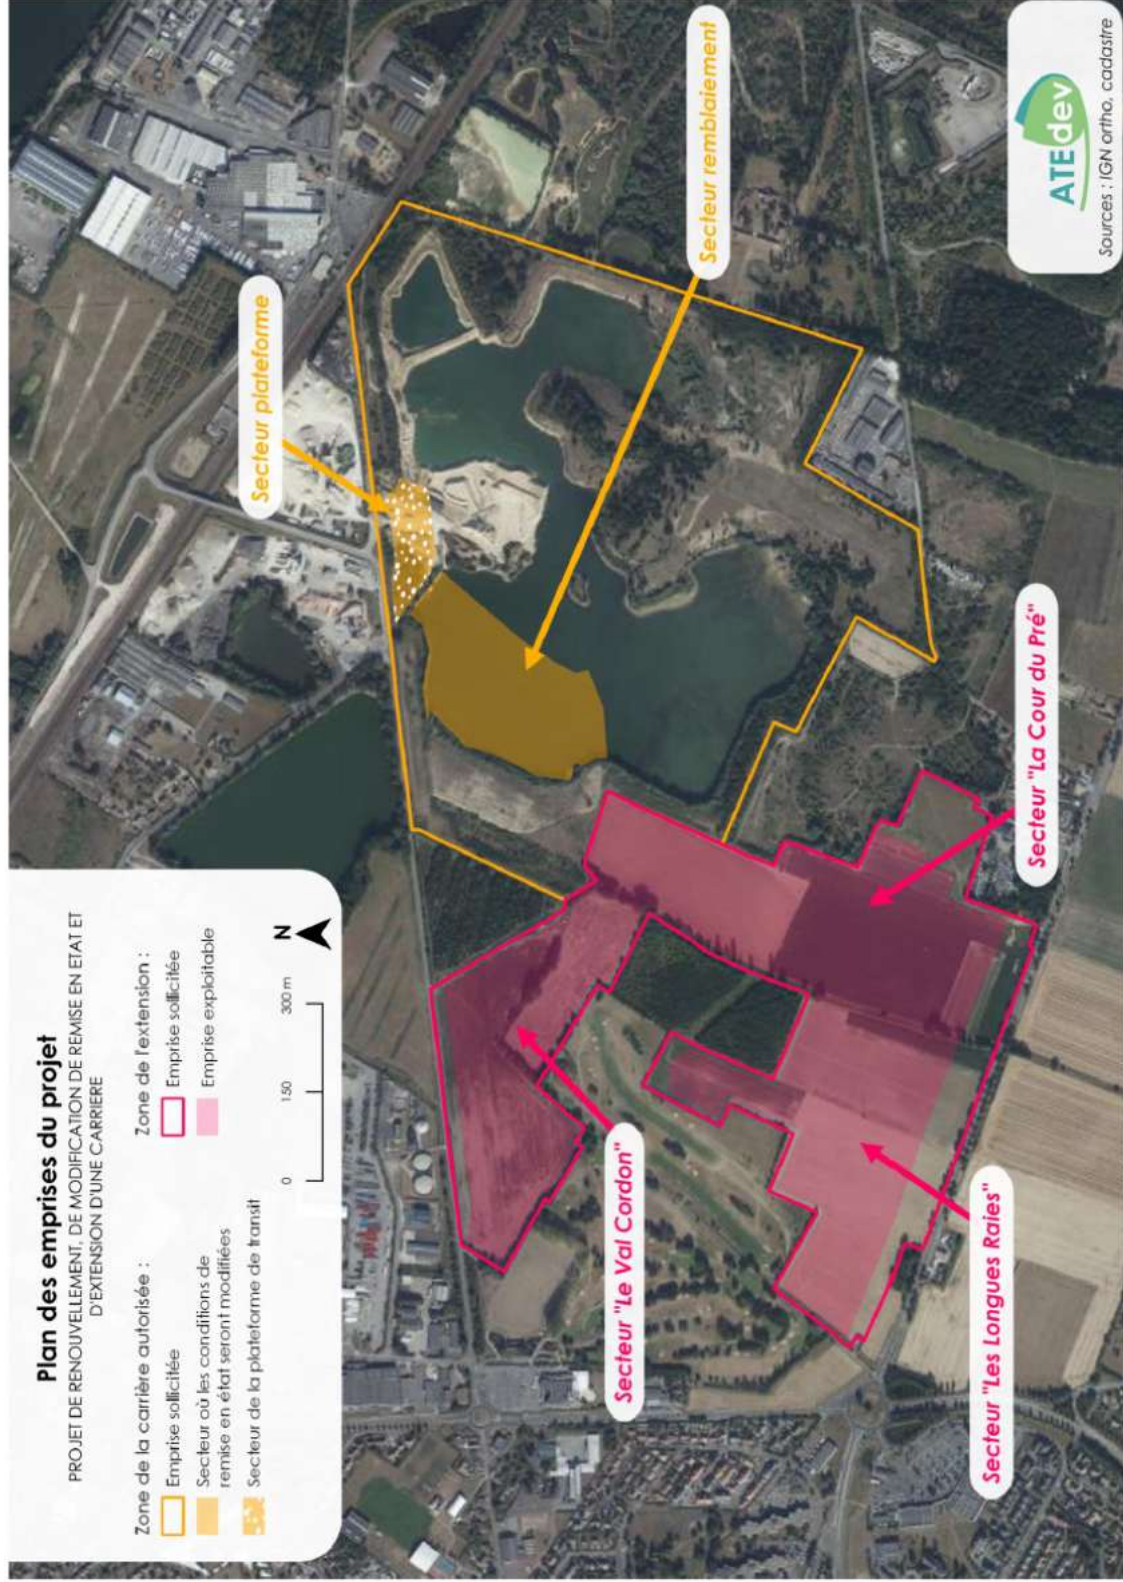 Plan des emprises du projet
PROJET DE RENOUVELLEMENT, DE MODIFICATION DE REMISE EN ETAT ET
D'EXTENSION D'UNE CARRIERE
Zone de la carrière autorisée :
Emprise sollicitée
Secteur où les conditions de
remise en état seront modifiées
Secteur de la plateforme de transit
Zone de l'extension :
Emprise sollicitée
Emprise exploitable
0 150 300 m
N
Secteur plateforme
Secteur remblaiement
Secteur "Le Val Cordon"
Secteur "Les Longues Raies"
Secteur "La Cour du Pré"
ATEdev
Sources : IGN ortho, cadastre